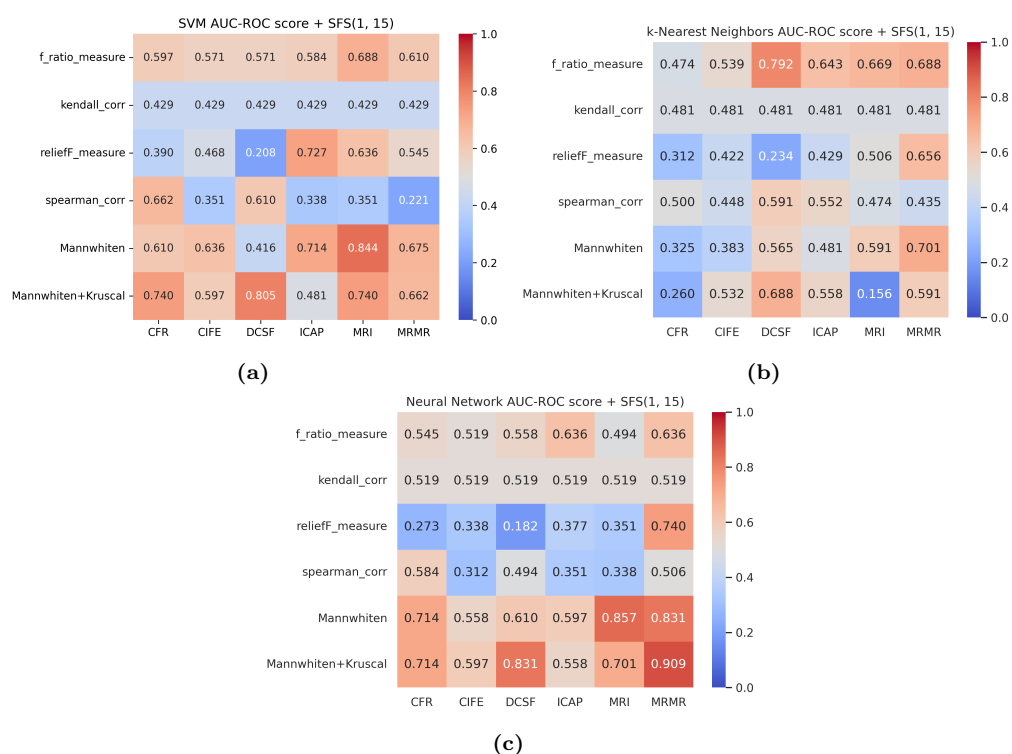 SVM AUC-ROC score + SFS(1, 15)
f_ratio_measure 0.597 0.571 0.571 0.584 0.688 0.610
kendall_corr 0.429 0.429 0.429 0.429 0.429 0.429
reliefF_measure 0.390 0.468 0.208 0.727 0.636 0.545
spearman_corr 0.662 0.351 0.610 0.338 0.351 0.221
Mannwhiten 0.610 0.636 0.416 0.714 0.844 0.675
Mannwhiten+Kruscal 0.740 0.597 0.805 0.481 0.740 0.662
CFR CIFE DCSF ICAP MRI MRMR
1.0
0.8
0.6
0.4
0.2
0.0
(a)
k-Nearest Neighbors AUC-ROC score + SFS(1, 15)
f_ratio_measure 0.474 0.539 0.792 0.643 0.669 0.688
kendall_corr 0.481 0.481 0.481 0.481 0.481 0.481
reliefF_measure 0.312 0.422 0.234 0.429 0.506 0.656
spearman_corr 0.500 0.448 0.591 0.552 0.474 0.435
Mannwhiten 0.325 0.383 0.565 0.481 0.591 0.701
Mannwhiten+Kruscal 0.260 0.532 0.688 0.558 0.156 0.591
CFR CIFE DCSF ICAP MRI MRMR
1.0
0.8
0.6
0.4
0.2
0.0
(b)
Neural Network AUC-ROC score + SFS(1, 15)
f_ratio_measure 0.545 0.519 0.558 0.636 0.494 0.636
kendall_corr 0.519 0.519 0.519 0.519 0.519 0.519
reliefF_measure 0.273 0.338 0.182 0.377 0.351 0.740
spearman_corr 0.584 0.312 0.494 0.351 0.338 0.506
Mannwhiten 0.714 0.558 0.610 0.597 0.857 0.831
Mannwhiten+Kruscal 0.714 0.597 0.831 0.558 0.701 0.909
CFR CIFE DCSF ICAP MRI MRMR
1.0
0.8
0.6
0.4
0.2
0.0
(c)